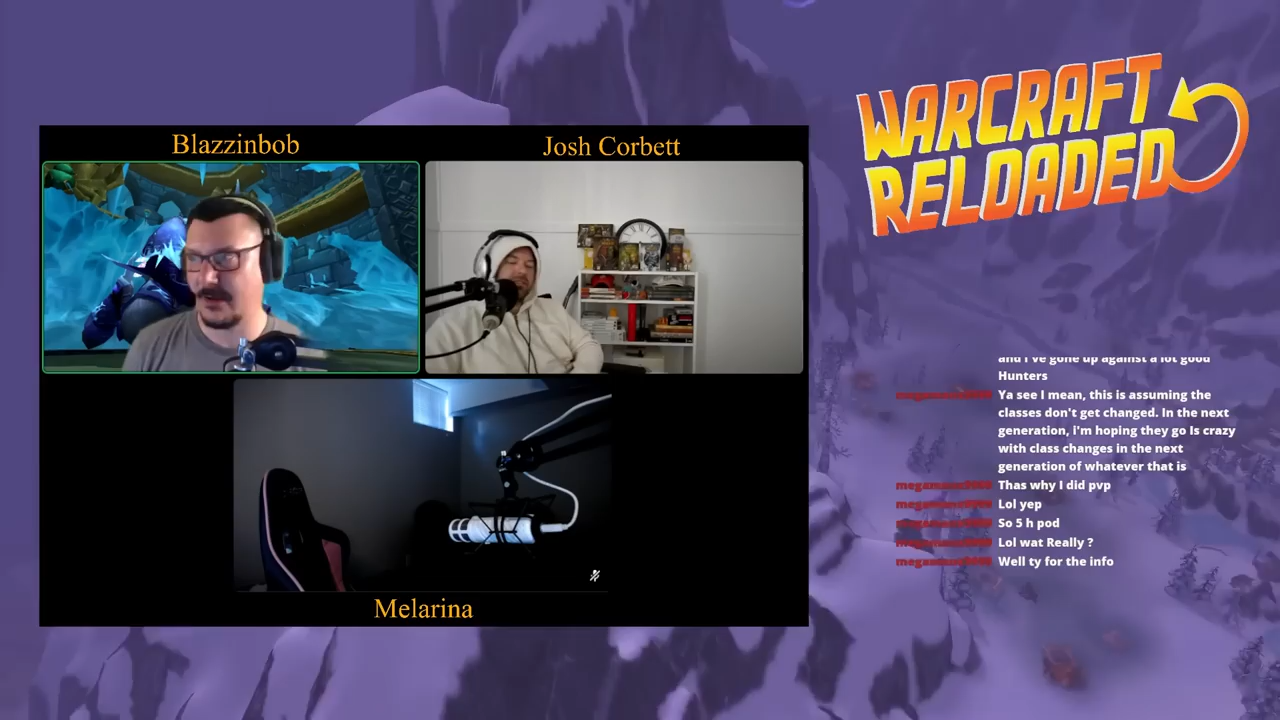 Blazzinbob
Josh Corbett
Melarina
WARCRAFT
RELOADED
and I've gone up against a lot good
Hunters
Ya see I mean, this is assuming the
classes don't get changed. In the next
generation, i'm hoping they go Is crazy
with class changes in the next
generation of whatever that is
Thas why I did pvp
Lol yep
So 5 h pod
Lol wat Really ?
Well ty for the info